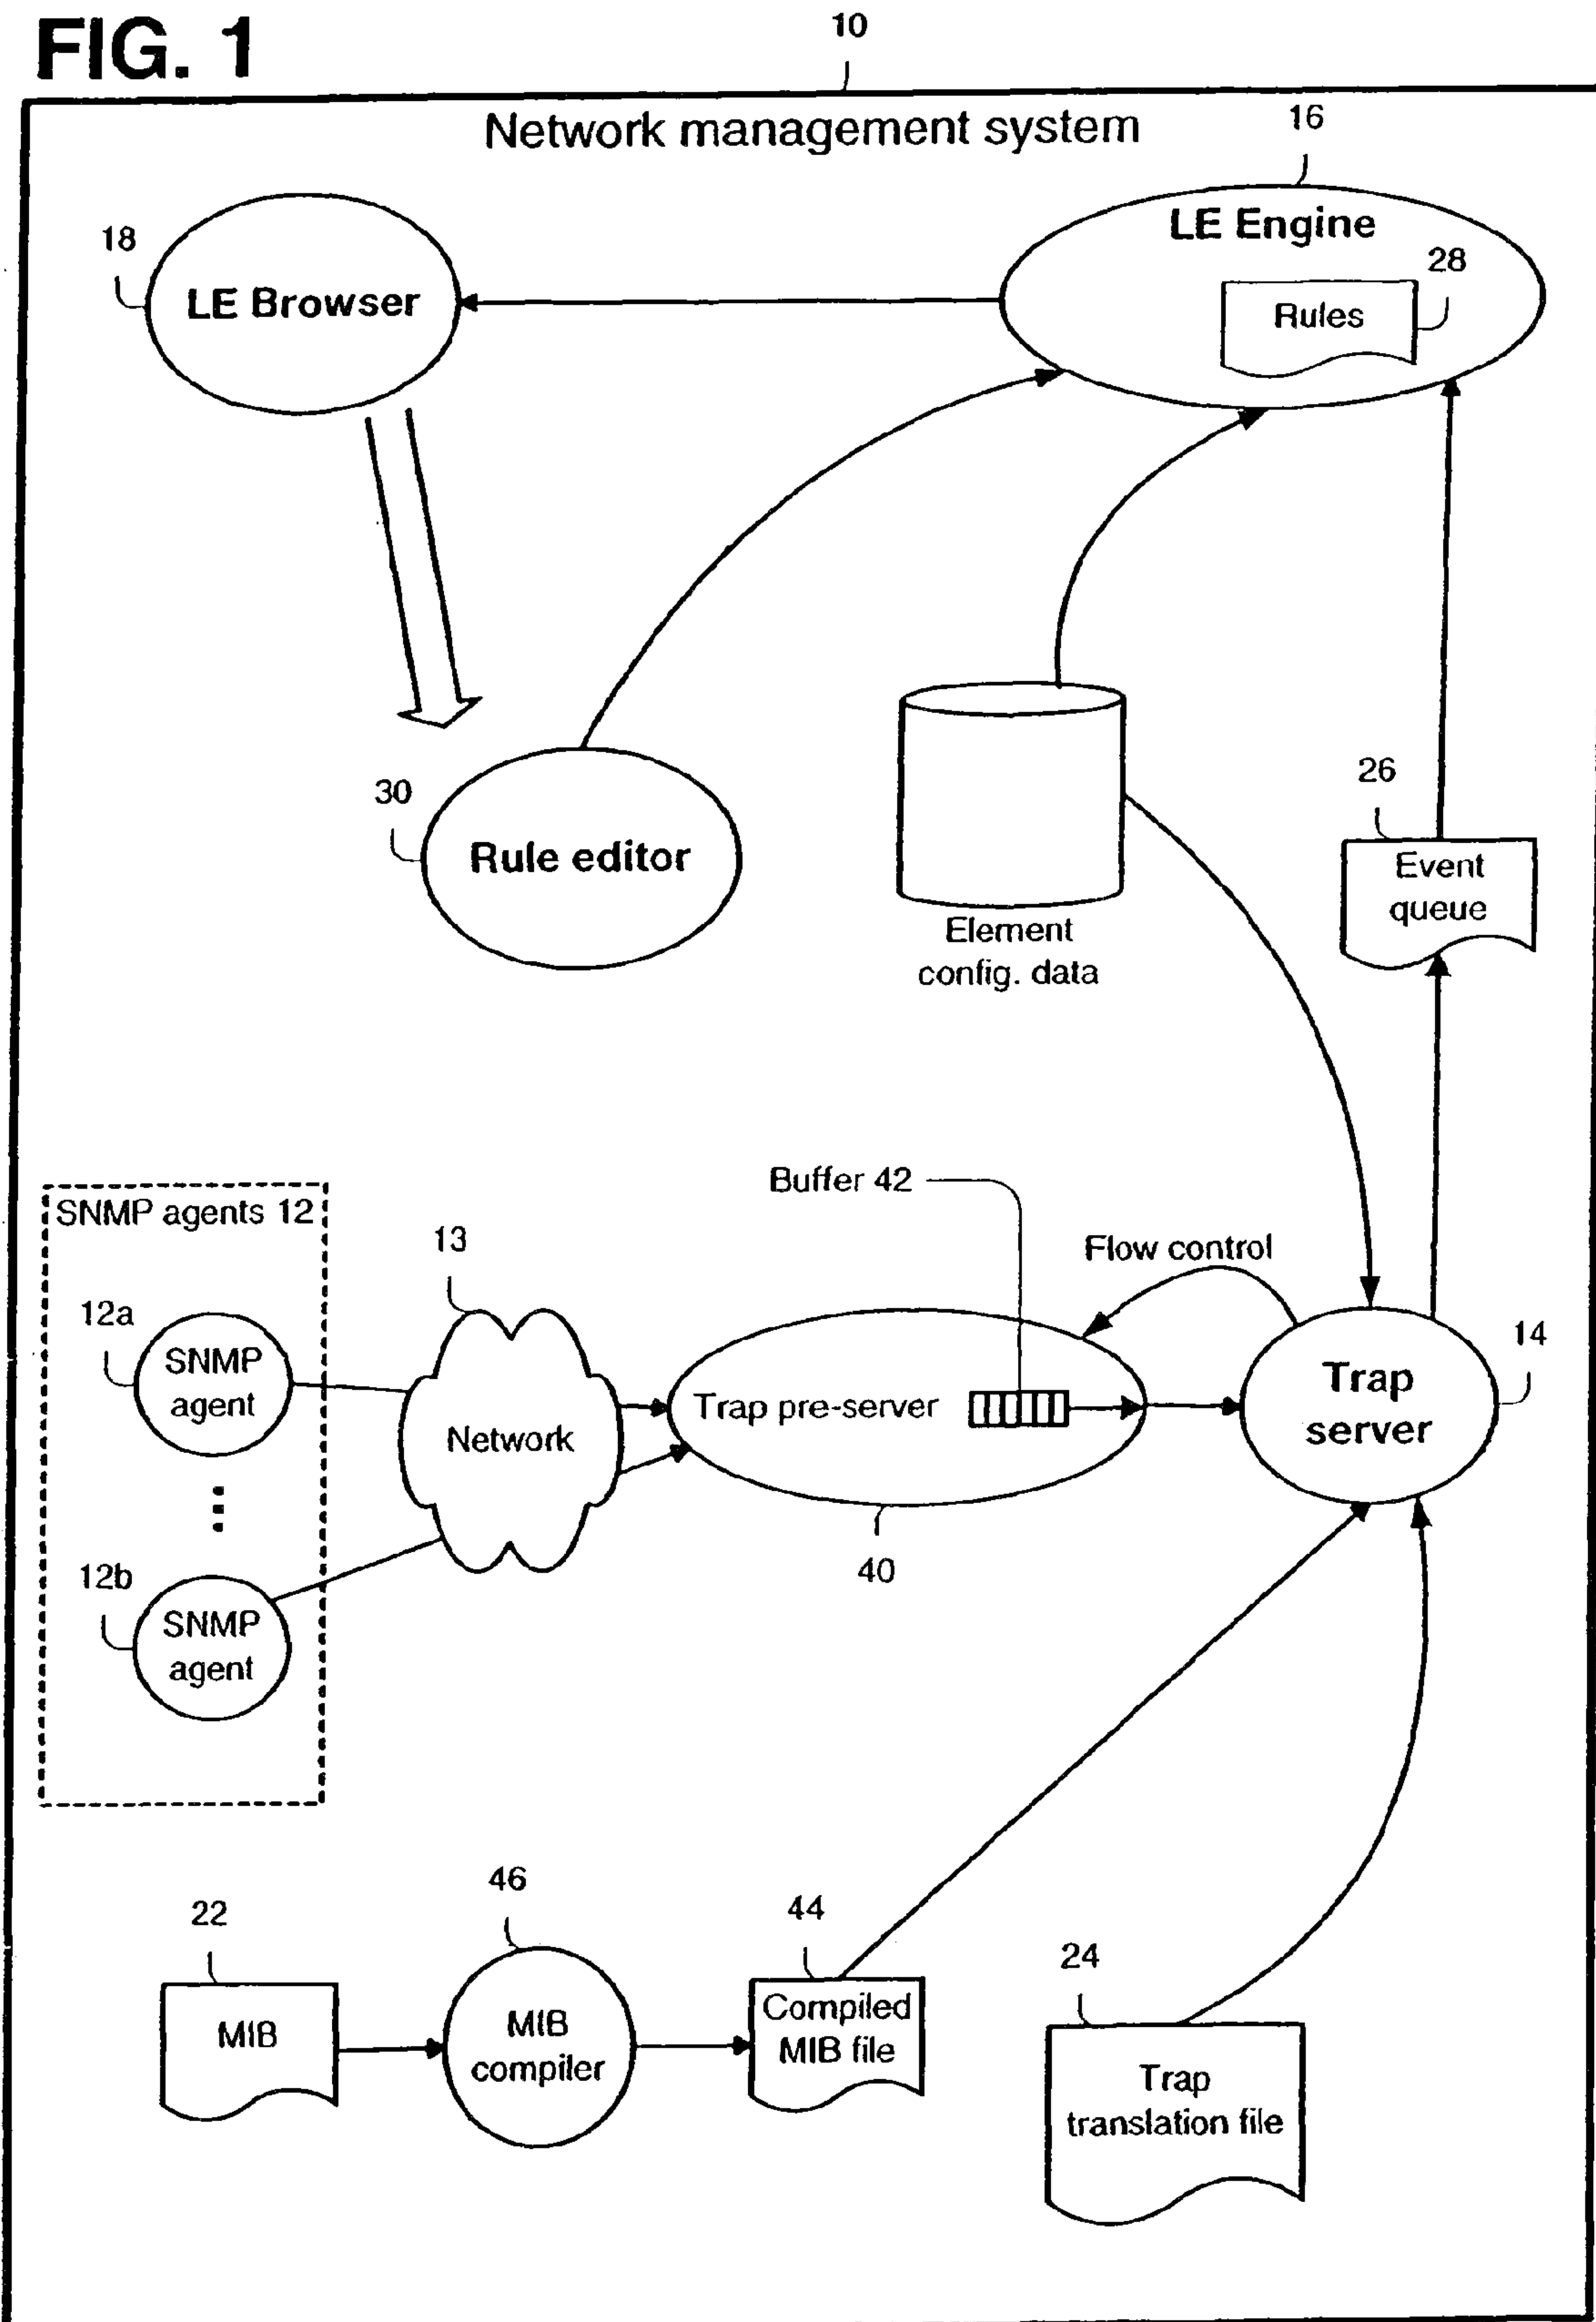 FIG. 1
10
Network management system
16
LE Engine
28
Rules
18
LE Browser
30
Rule editor
Element
config. data
26
Event
queue
Buffer 42
Flow control
SNMP agents 12
12a
SNMP
agent
13
Network
Trap pre-server
40
14
Trap
server
12b
SNMP
agent
22
MIB
46
MIB
compiler
44
Compiled
MIB file
24
Trap
translation file